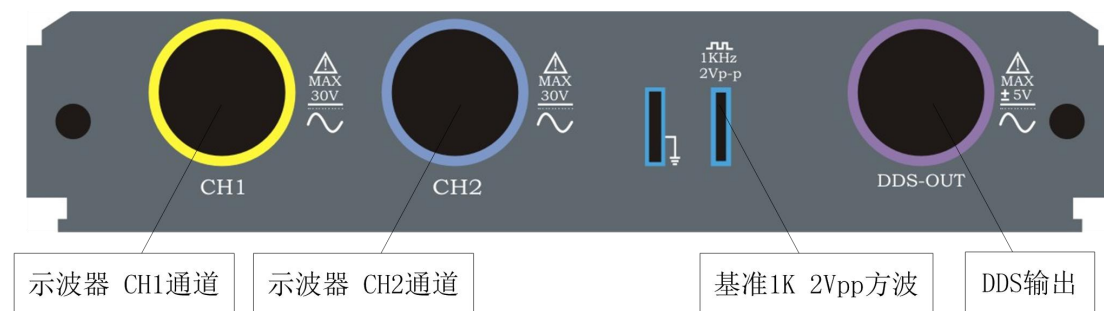 MAX
30V
CH1
MAX
30V
CH2
1KHz
2Vp-p
MAX
±5V
DDS-OUT
示波器 CH1通道
示波器 CH2通道
基准1K 2Vpp方波
DDS输出